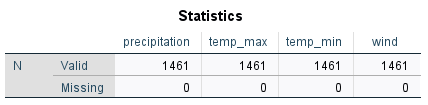 Statistics
precipitation temp_max temp_min wind
N Valid 1461 1461 1461 1461
Missing 0 0 0 0